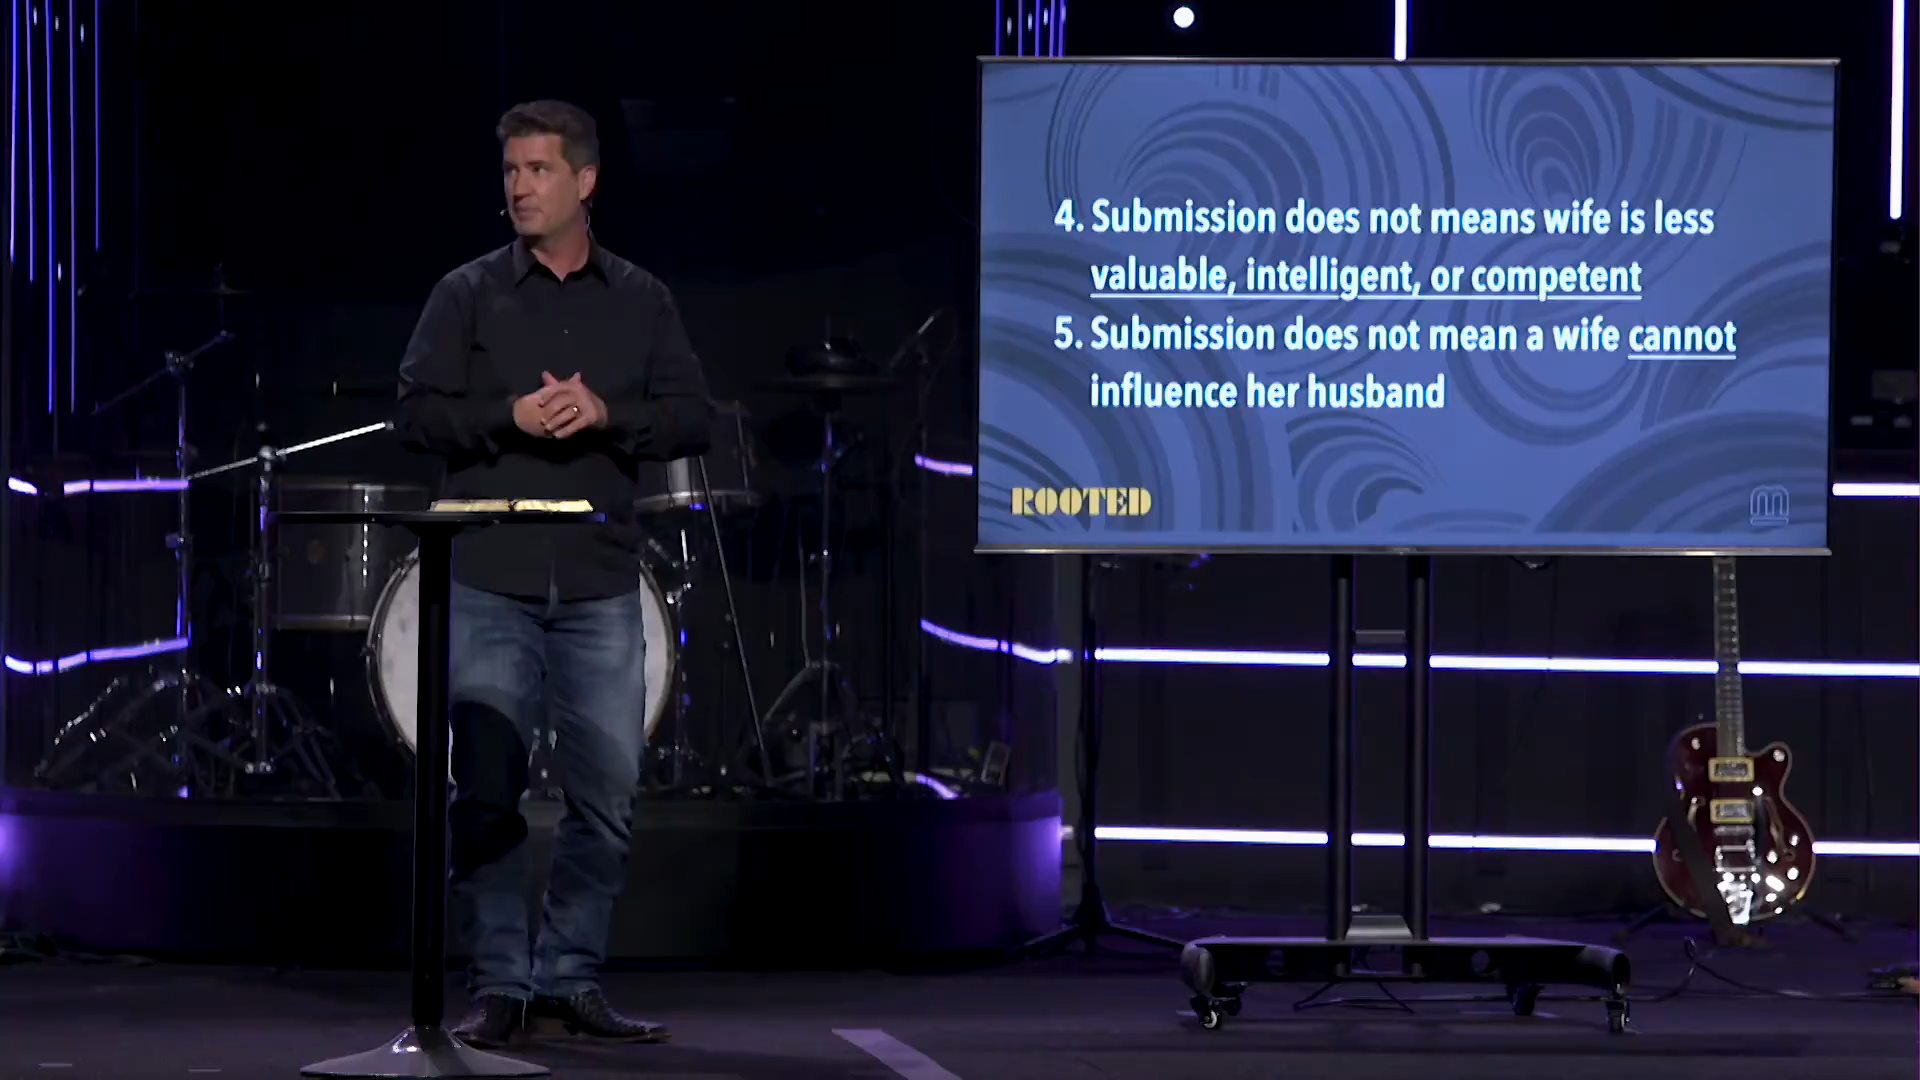 4. Submission does not means wife is less
valuable, intelligent, or competent
5. Submission does not mean a wife cannot
influence her husband
ROOTED